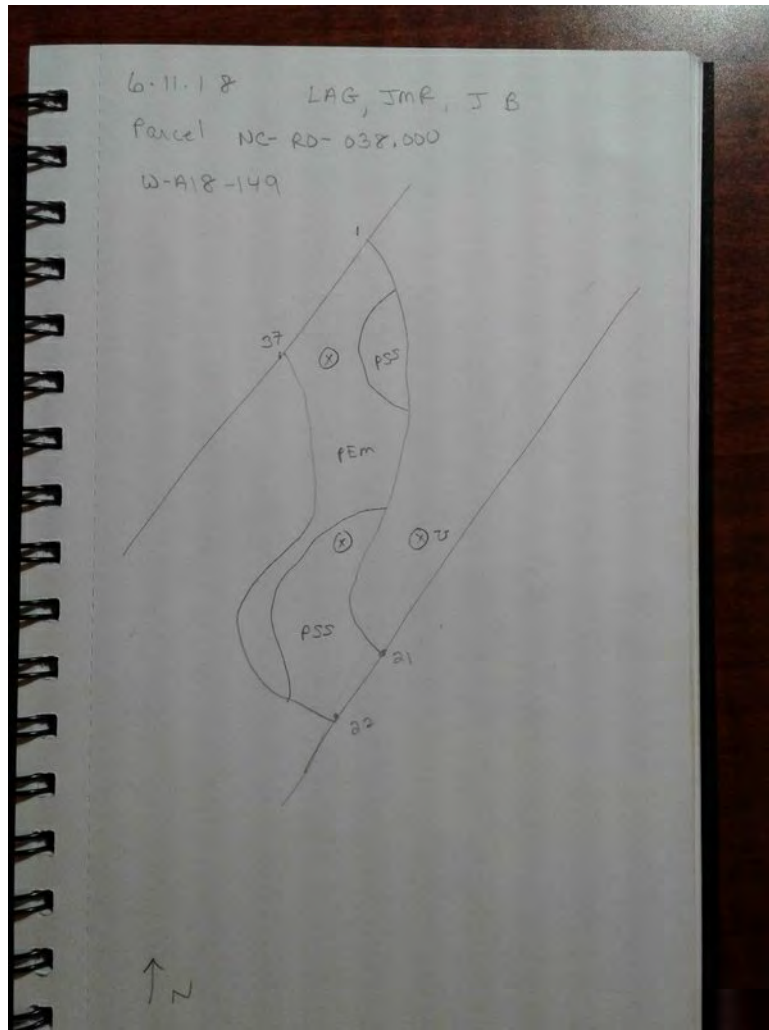 6.11.18 LAG, JMR, JB
Parcel NC-RD-038.000
W-A18-149
1
37
PSS
PEM
U
PSS
21
22
N